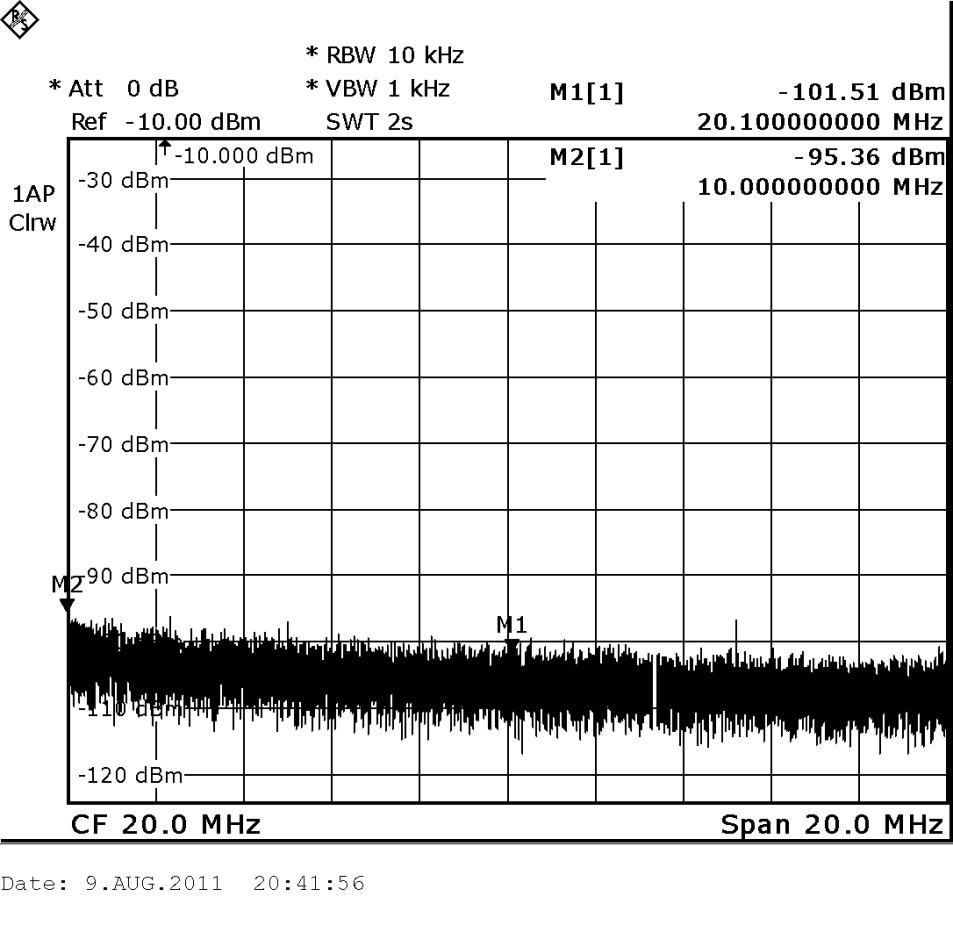 * RBW 10 kHz
* Att 0 dB * VBW 1 kHz M1[1] -101.51 dBm
Ref -10.00 dBm SWT 2s 20.100000000 MHz
-10.000 dBm M2[1] -95.36 dBm
-30 dBm 10.000000000 MHz
1AP
Clrw
-40 dBm
-50 dBm
-60 dBm
-70 dBm
-80 dBm
M2 -90 dBm
M1
-110 dBm
-120 dBm
CF 20.0 MHz Span 20.0 MHz
Date: 9.AUG.2011 20:41:56